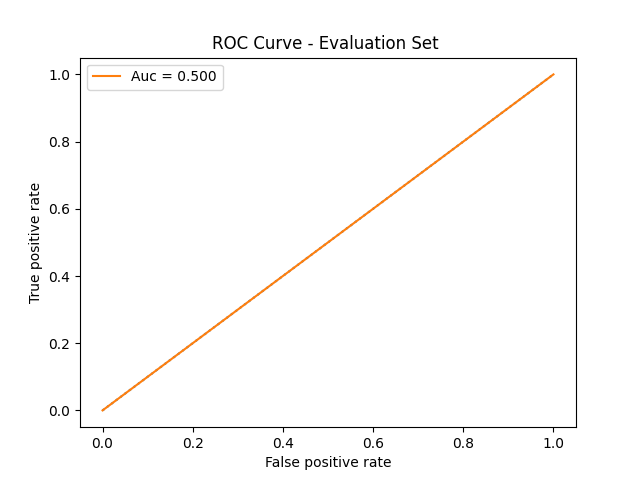 ROC Curve - Evaluation Set
Auc = 0.500
1.0
0.8
0.6
0.4
0.2
0.0
True positive rate
0.0 0.2 0.4 0.6 0.8 1.0
False positive rate